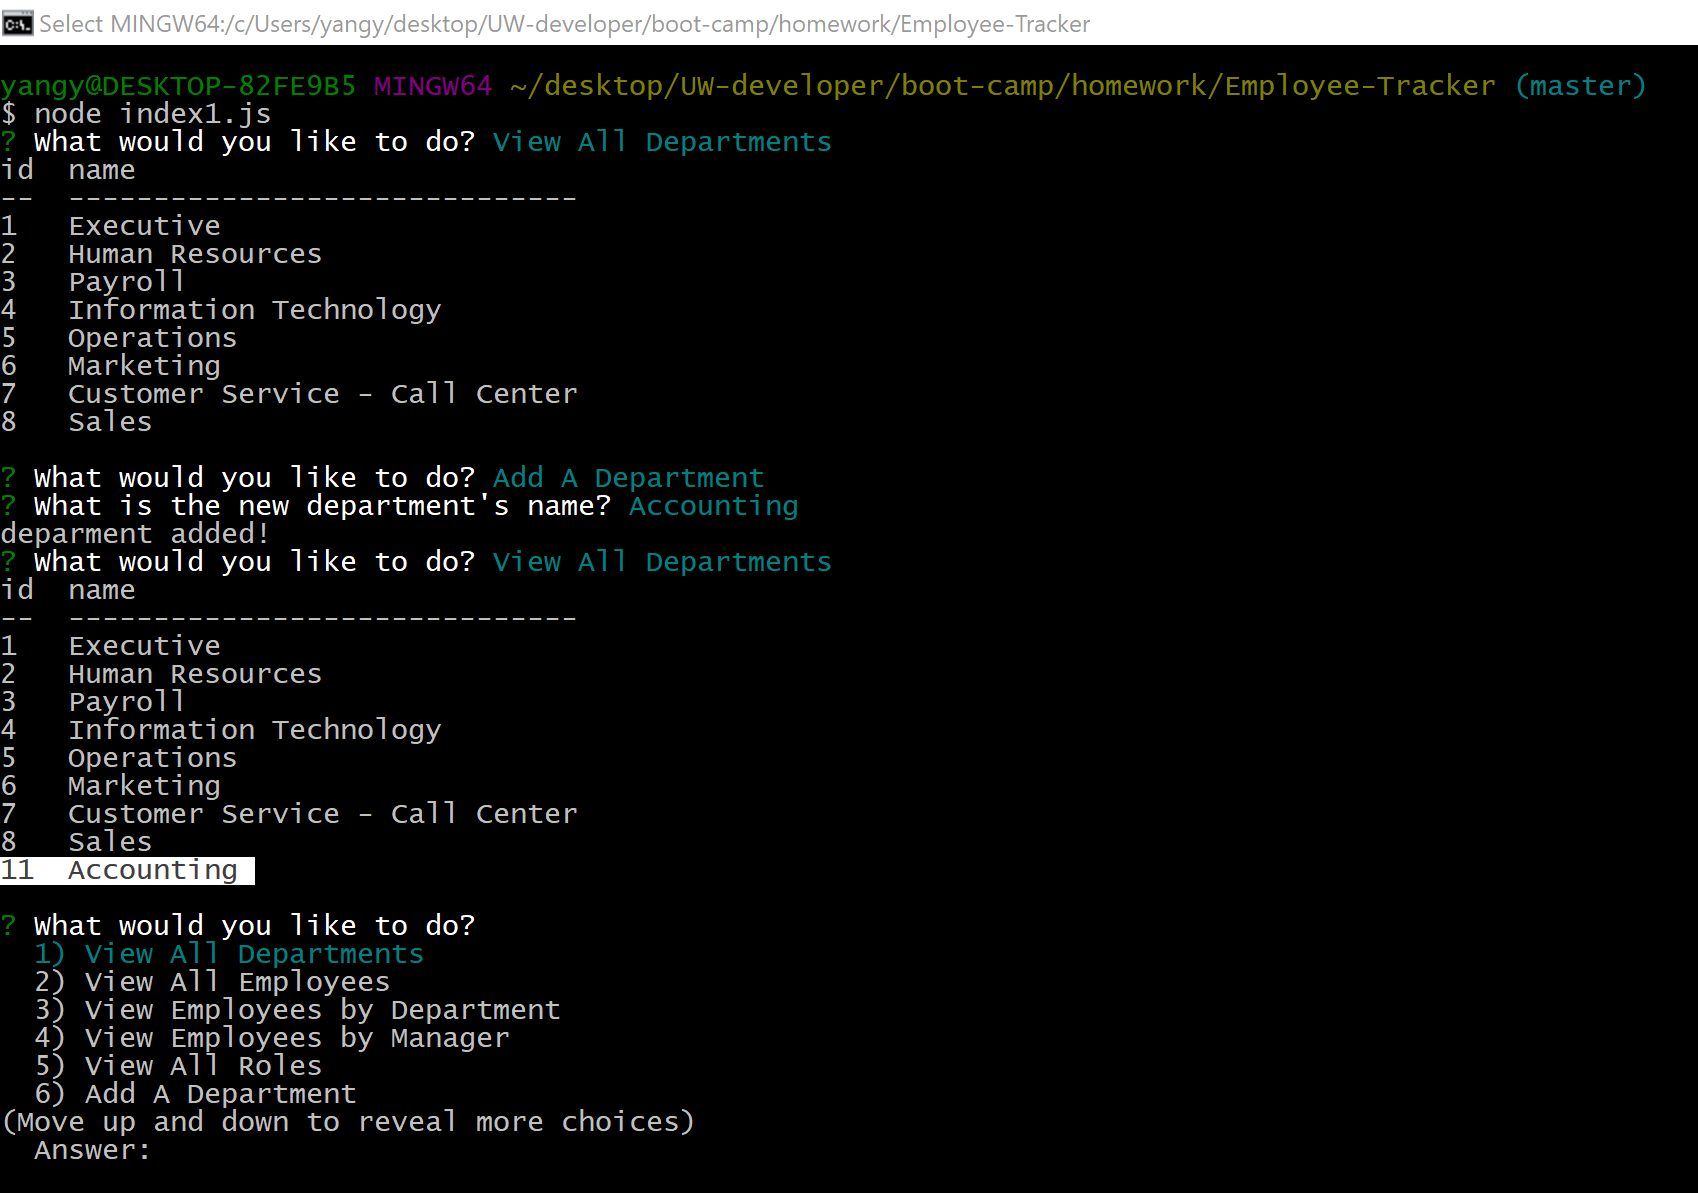 Select MINGW64:/c/Users/yangy/desktop/UW-developer/boot-camp/homework/Employee-Tracker
yangy@DESKTOP-82FE9B5 MINGW64 ~/desktop/UW-developer/boot-camp/homework/Employee-Tracker (master)
$ node index1.js
? What would you like to do? View All Departments
id  name
--  ------------------------------
1   Executive
2   Human Resources
3   Payroll
4   Information Technology
5   Operations
6   Marketing
7   Customer Service - Call Center
8   Sales
? What would you like to do? Add A Department
? What is the new department's name? Accounting
deparment added!
? What would you like to do? View All Departments
id  name
--  ------------------------------
1   Executive
2   Human Resources
3   Payroll
4   Information Technology
5   Operations
6   Marketing
7   Customer Service - Call Center
8   Sales
11  Accounting
? What would you like to do?
  1) View All Departments
  2) View All Employees
  3) View Employees by Department
  4) View Employees by Manager
  5) View All Roles
  6) Add A Department
(Move up and down to reveal more choices)
  Answer: